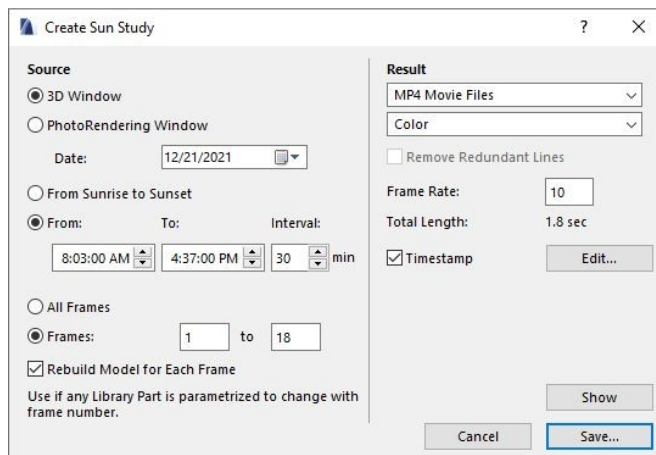 Create Sun Study
Source
3D Window
PhotoRendering Window
Date: 12/21/2021
From Sunrise to Sunset
From: To: Interval:
8:03:00 AM 4:37:00 PM 30 min
All Frames
Frames: 1 to 18
Rebuild Model for Each Frame
Use if any Library Part is parametrized to change with
frame number.
Result
MP4 Movie Files
Color
Remove Redundant Lines
Frame Rate: 10
Total Length: 1.8 sec
Timestamp Edit...
Show
Cancel Save...